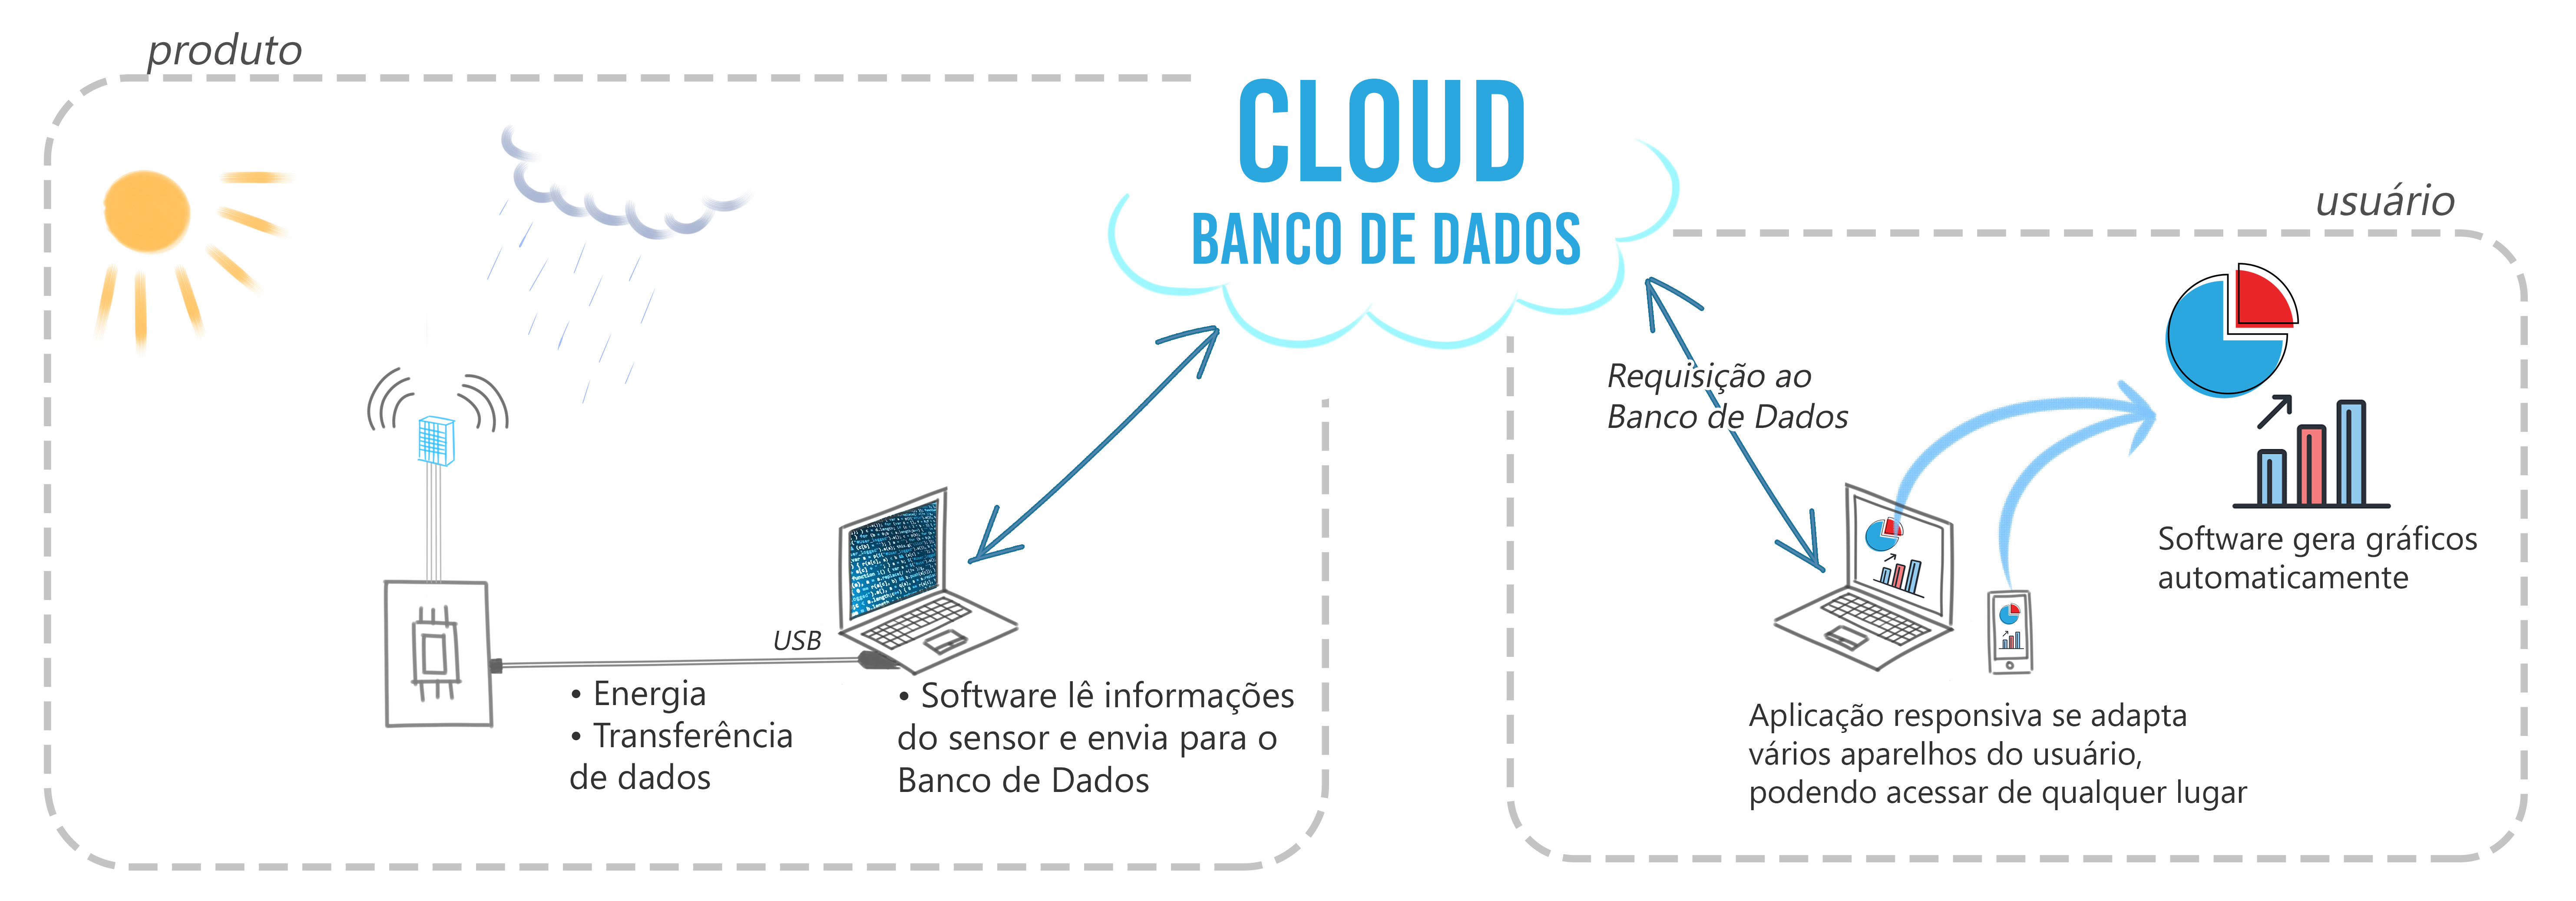 produto
CLOUD
BANCO DE DADOS
usuário
Requisição ao
Banco de Dados
Software gera gráficos
automaticamente
USB
• Energia
• Transferência
de dados
• Software lê informações
do sensor e envia para o
Banco de Dados
Aplicação responsiva se adapta
vários aparelhos do usuário,
podendo acessar de qualquer lugar